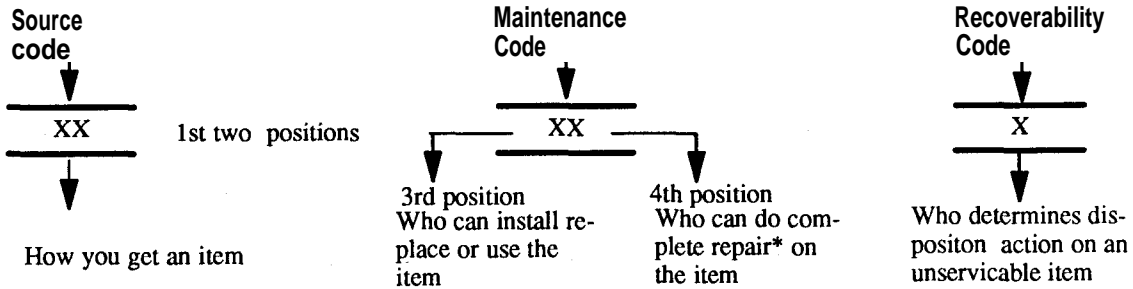 Source
code
XX
1st two positions
How you get an item
Maintenance
Code
XX
3rd position
Who can install re-
place or use the
item
4th position
Who can do com-
plete repair* on
the item
Recoverability
Code
X
Who determines dis-
positon action on an
unservicable item